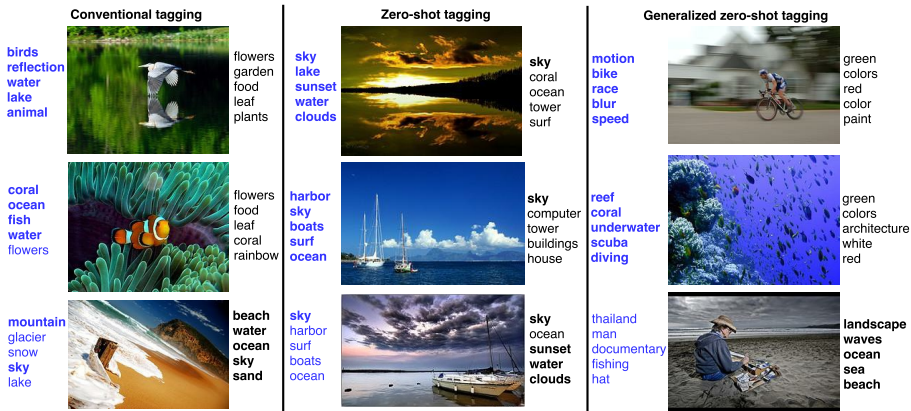 Conventional tagging
birds
reflection
water
lake
animal
flowers
garden
food
leaf
plants
coral
ocean
fish
water
flowers
flowers
food
leaf
coral
rainbow
mountain
glacier
snow
sky
lake
beach
water
ocean
sky
sand
Zero-shot tagging
sky
lake
sunset
water
clouds
sky
coral
ocean
tower
surf
harbor
sky
boats
surf
ocean
sky
computer
tower
buildings
house
sky
harbor
surf
boats
ocean
sky
ocean
sunset
water
clouds
Generalized zero-shot tagging
motion
bike
race
blur
speed
green
colors
red
color
paint
reef
coral
underwater
scuba
diving
green
colors
architecture
white
red
thailand
man
documentary
fishing
hat
landscape
waves
ocean
sea
beach